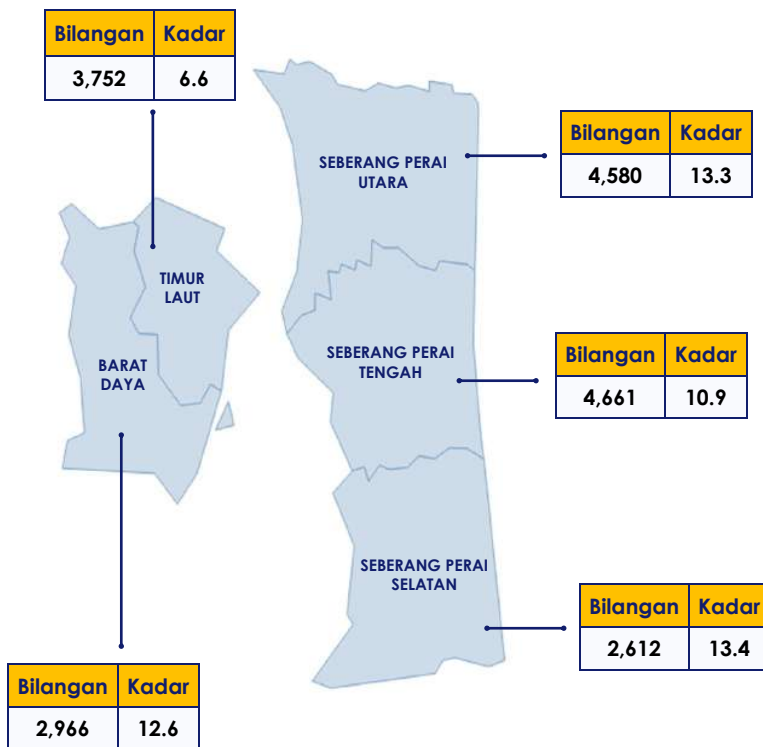 Bilangan Kadar
3,752 6.6
SEBERANG PERAI
UTARA
Bilangan Kadar
4,580 13.3
TIMUR
LAUT
BARAT
DAYA
SEBERANG PERAI
TENGAH
Bilangan Kadar
4,661 10.9
SEBERANG PERAI
SELATAN
Bilangan Kadar
2,612 13.4
Bilangan Kadar
2,966 12.6